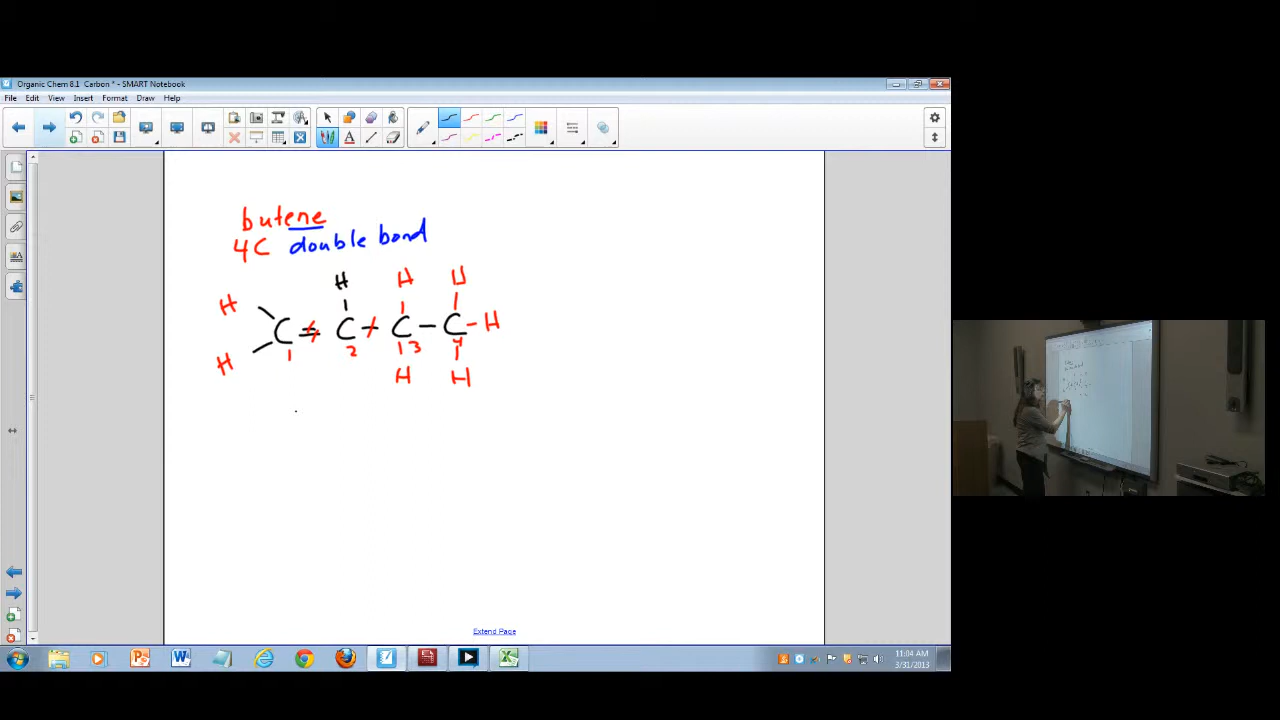 Organic Chem 8.1 Carbon * - SMART Notebook
File Edit View Insert Format Draw Help
butene
4C double bond
H H H
H C = C - C - C - H
1 2 3 4
H H H
Extend Page
11:04 AM
3/31/2013